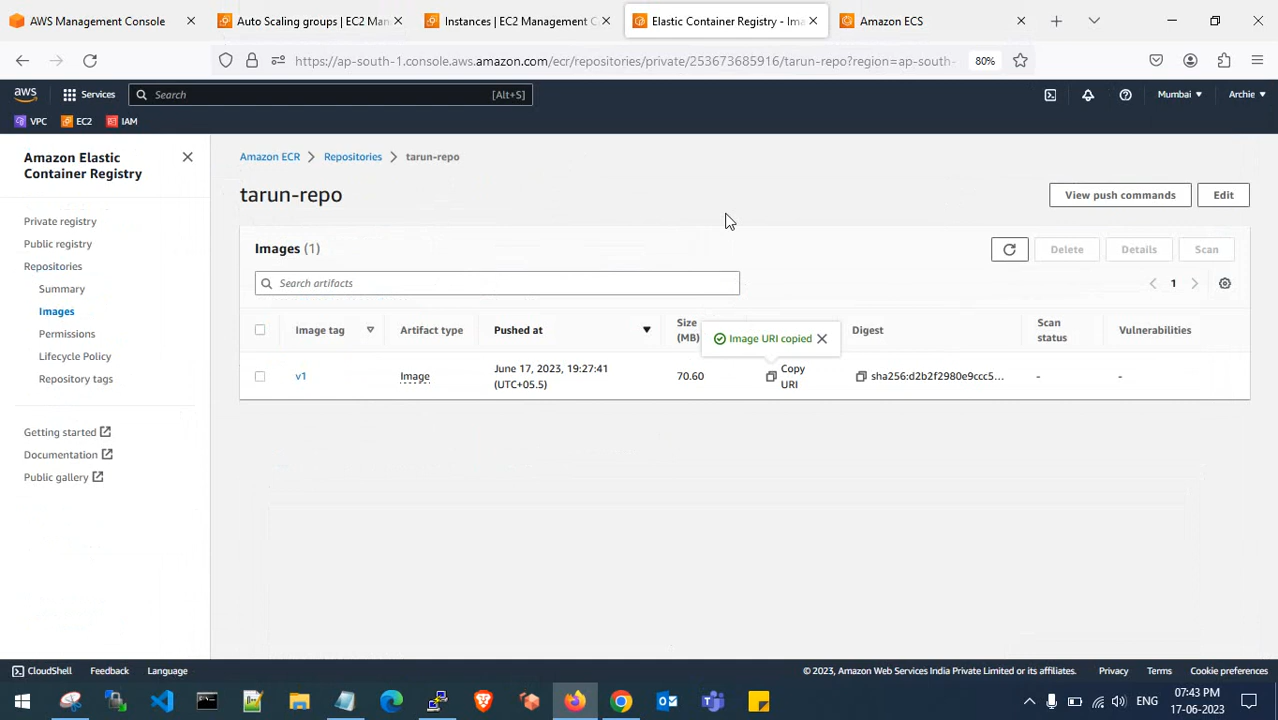 AWS Management Console
Auto Scaling groups | EC2 Man
Instances | EC2 Management C
Elastic Container Registry - Ima
Amazon ECS
https://ap-south-1.console.aws.amazon.com/ecr/repositories/private/253673685916/tarun-repo?region=ap-south-
80%
aws
Services
Search
[Alt+S]
Mumbai
Archie
VPC
EC2
IAM
Amazon Elastic
Container Registry
Private registry
Public registry
Repositories
Summary
Images
Permissions
Lifecycle Policy
Repository tags
Getting started
Documentation
Public gallery
Amazon ECR
Repositories
tarun-repo
tarun-repo
View push commands
Edit
Images (1)
Delete
Details
Scan
Search artifacts
1
Image tag
Artifact type
Pushed at
Size
(MB)
Image URI copied
Digest
Scan
status
Vulnerabilities
v1
Image
June 17, 2023, 19:27:41
(UTC+05.5)
70.60
Copy
URI
sha256:d2b2f2980e9ccc5...
-
-
CloudShell
Feedback
Language
© 2023, Amazon Web Services India Private Limited or its affiliates.
Privacy
Terms
Cookie preferences
ENG
07:43 PM
17-06-2023